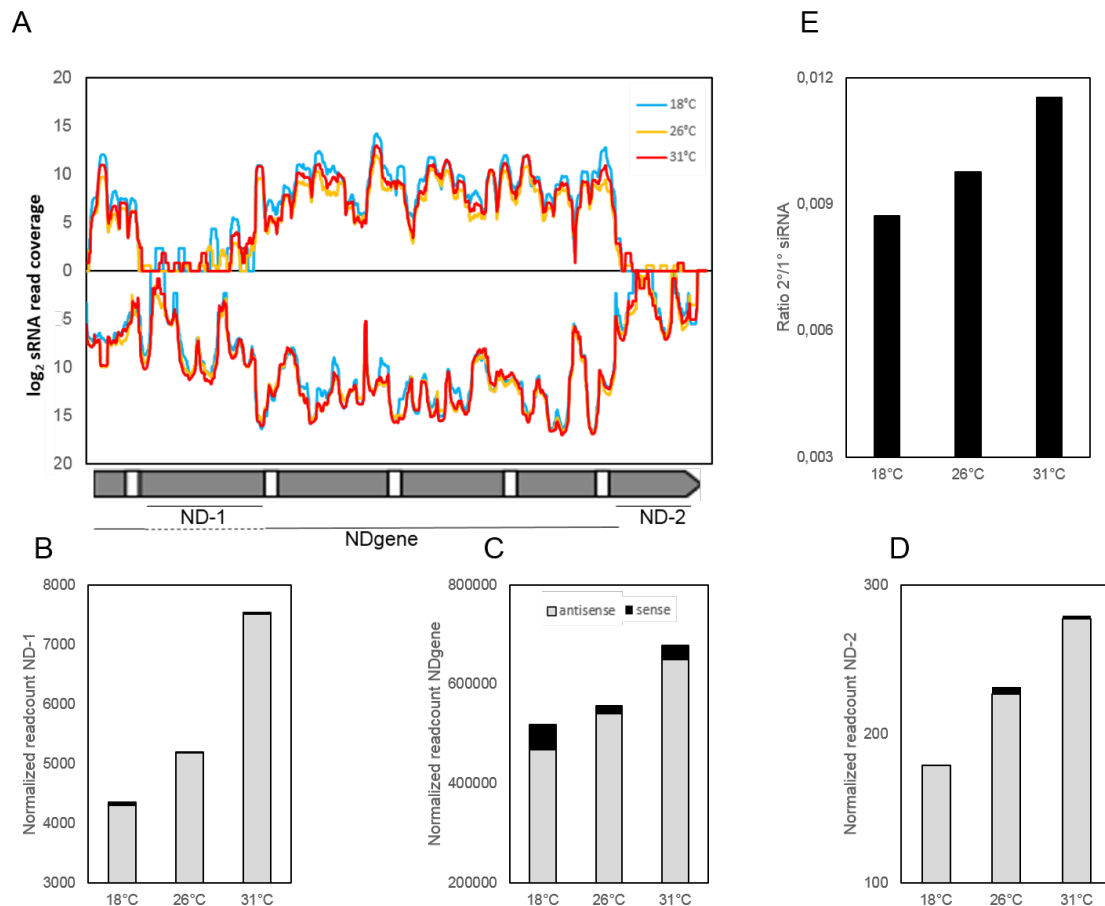 A
log₂ sRNA read coverage
20
15
10
5
0
5
10
15
20
18°C
26°C
31°C
ND-1
NDgene
ND-2
E
Ratio 2°/1° siRNA
0,012
0,009
0,006
0,003
18°C
26°C
31°C
B
Normalized readcount ND-1
8000
7000
6000
5000
4000
3000
18°C
26°C
31°C
C
Normalized readcount NDgene
800000
600000
400000
200000
antisense
sense
18°C
26°C
31°C
D
Normalized readcount ND-2
300
200
100
18°C
26°C
31°C